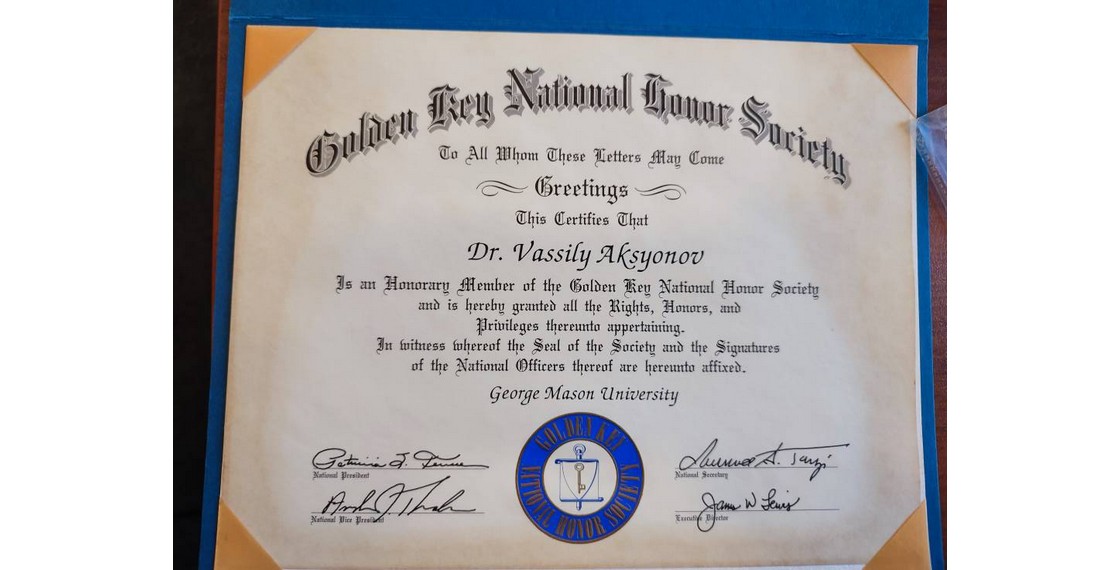 Golden Key National Honor Society
To All Whom These Letters May Come
Greetings
This Certifies That
Dr. Vassily Aksyonov
Is an Honorary Member of the Golden Key National Honor Society
and is hereby granted all the Rights, Honors, and
Privileges thereunto appertaining.
In witness whereof the Seal of the Society and the Signatures
of the National Officers thereof are hereunto affixed.
George Mason University
GOLDEN KEY
NATIONAL HONOR SOCIETY
National President
National Vice President
National Secretary
James W Lewis
Executive Director